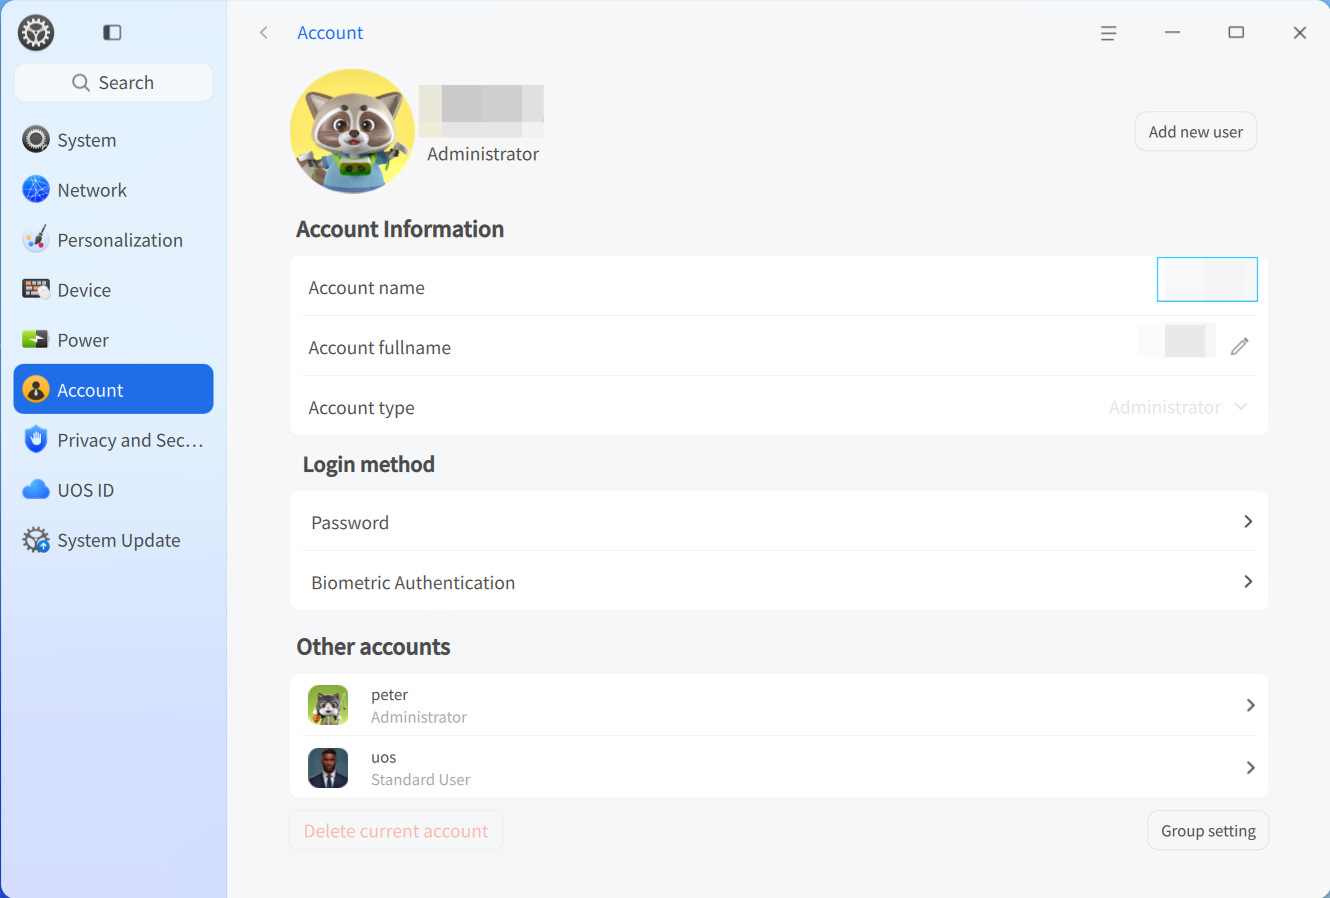 Account
Search
System
Network
Personalization
Device
Power
Account
Privacy and Sec...
UOS ID
System Update
Administrator
Add new user
Account Information
Account name
Account fullname
Account type
Administrator
Login method
Password
Biometric Authentication
Other accounts
peter
Administrator
uos
Standard User
Delete current account
Group setting